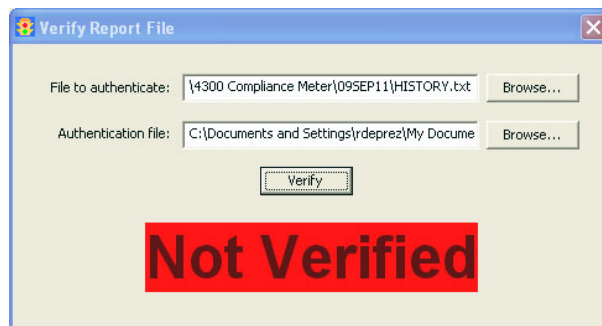 Verify Report File
File to authenticate: \4300 Compliance Meter\09SEP11\HISTORY.txt Browse...
Authentication file: C:\Documents and Settings\rdeprez\My Docume Browse...
Verify
Not Verified